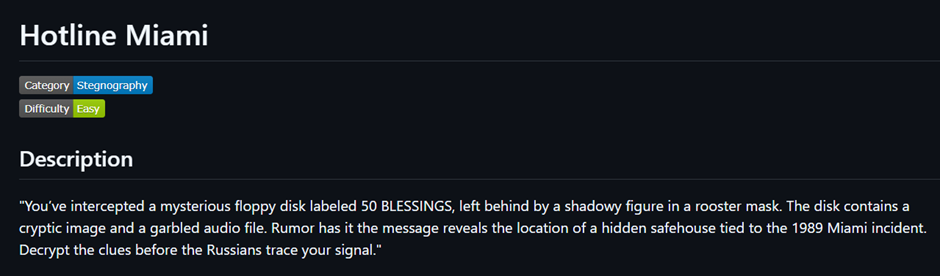 Hotline Miami
Category Stegnography
Difficulty Easy
Description
"You’ve intercepted a mysterious floppy disk labeled 50 BLESSINGS, left behind by a shadowy figure in a rooster mask. The disk contains a
cryptic image and a garbled audio file. Rumor has it the message reveals the location of a hidden safehouse tied to the 1989 Miami incident.
Decrypt the clues before the Russians trace your signal."